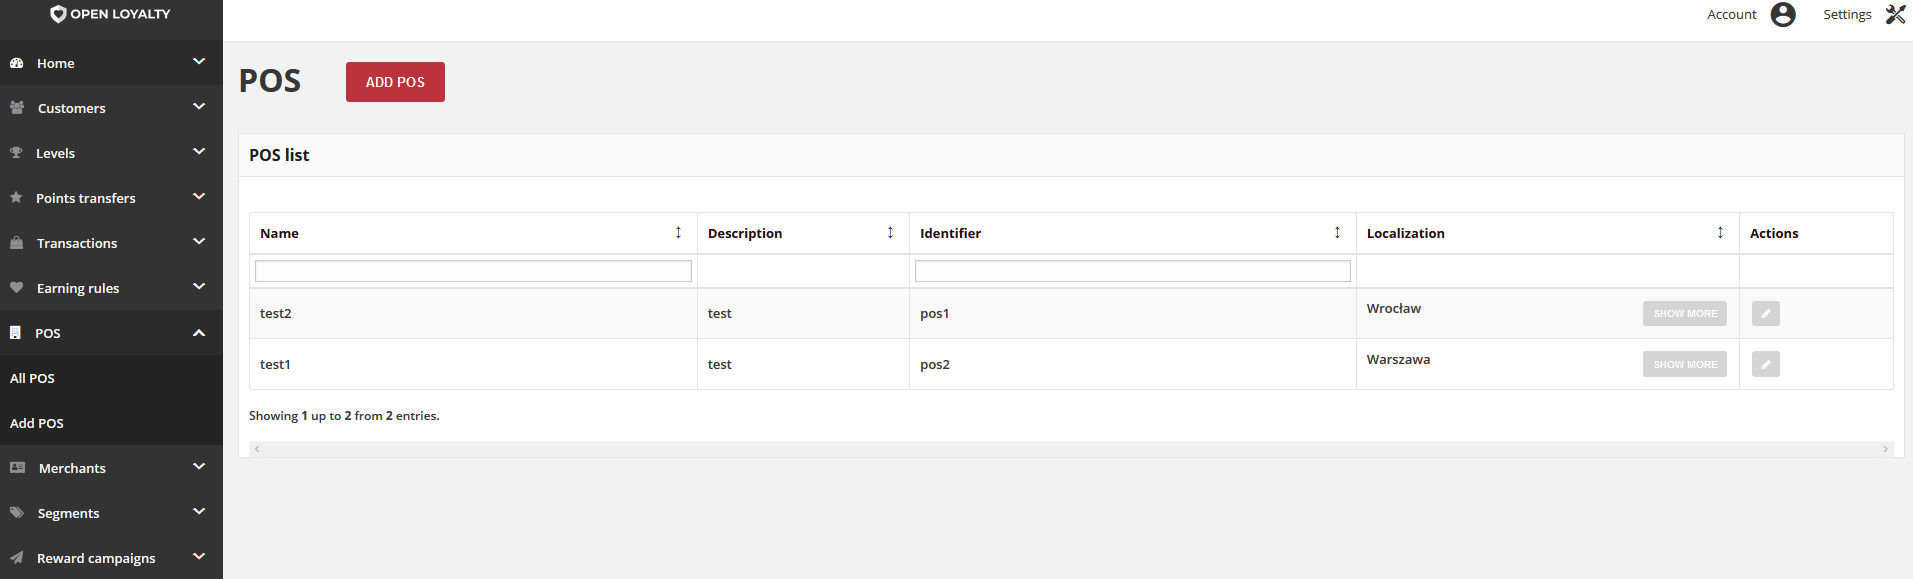 OPEN LOYALTY
Account
Settings
Home
Customers
Levels
Points transfers
Transactions
Earning rules
POS
All POS
Add POS
Merchants
Segments
Reward campaigns
POS
ADD POS
POS list
Name Description Identifier Localization Actions
test2 test pos1 Wrocław SHOW MORE
test1 test pos2 Warszawa SHOW MORE
Showing 1 up to 2 from 2 entries.